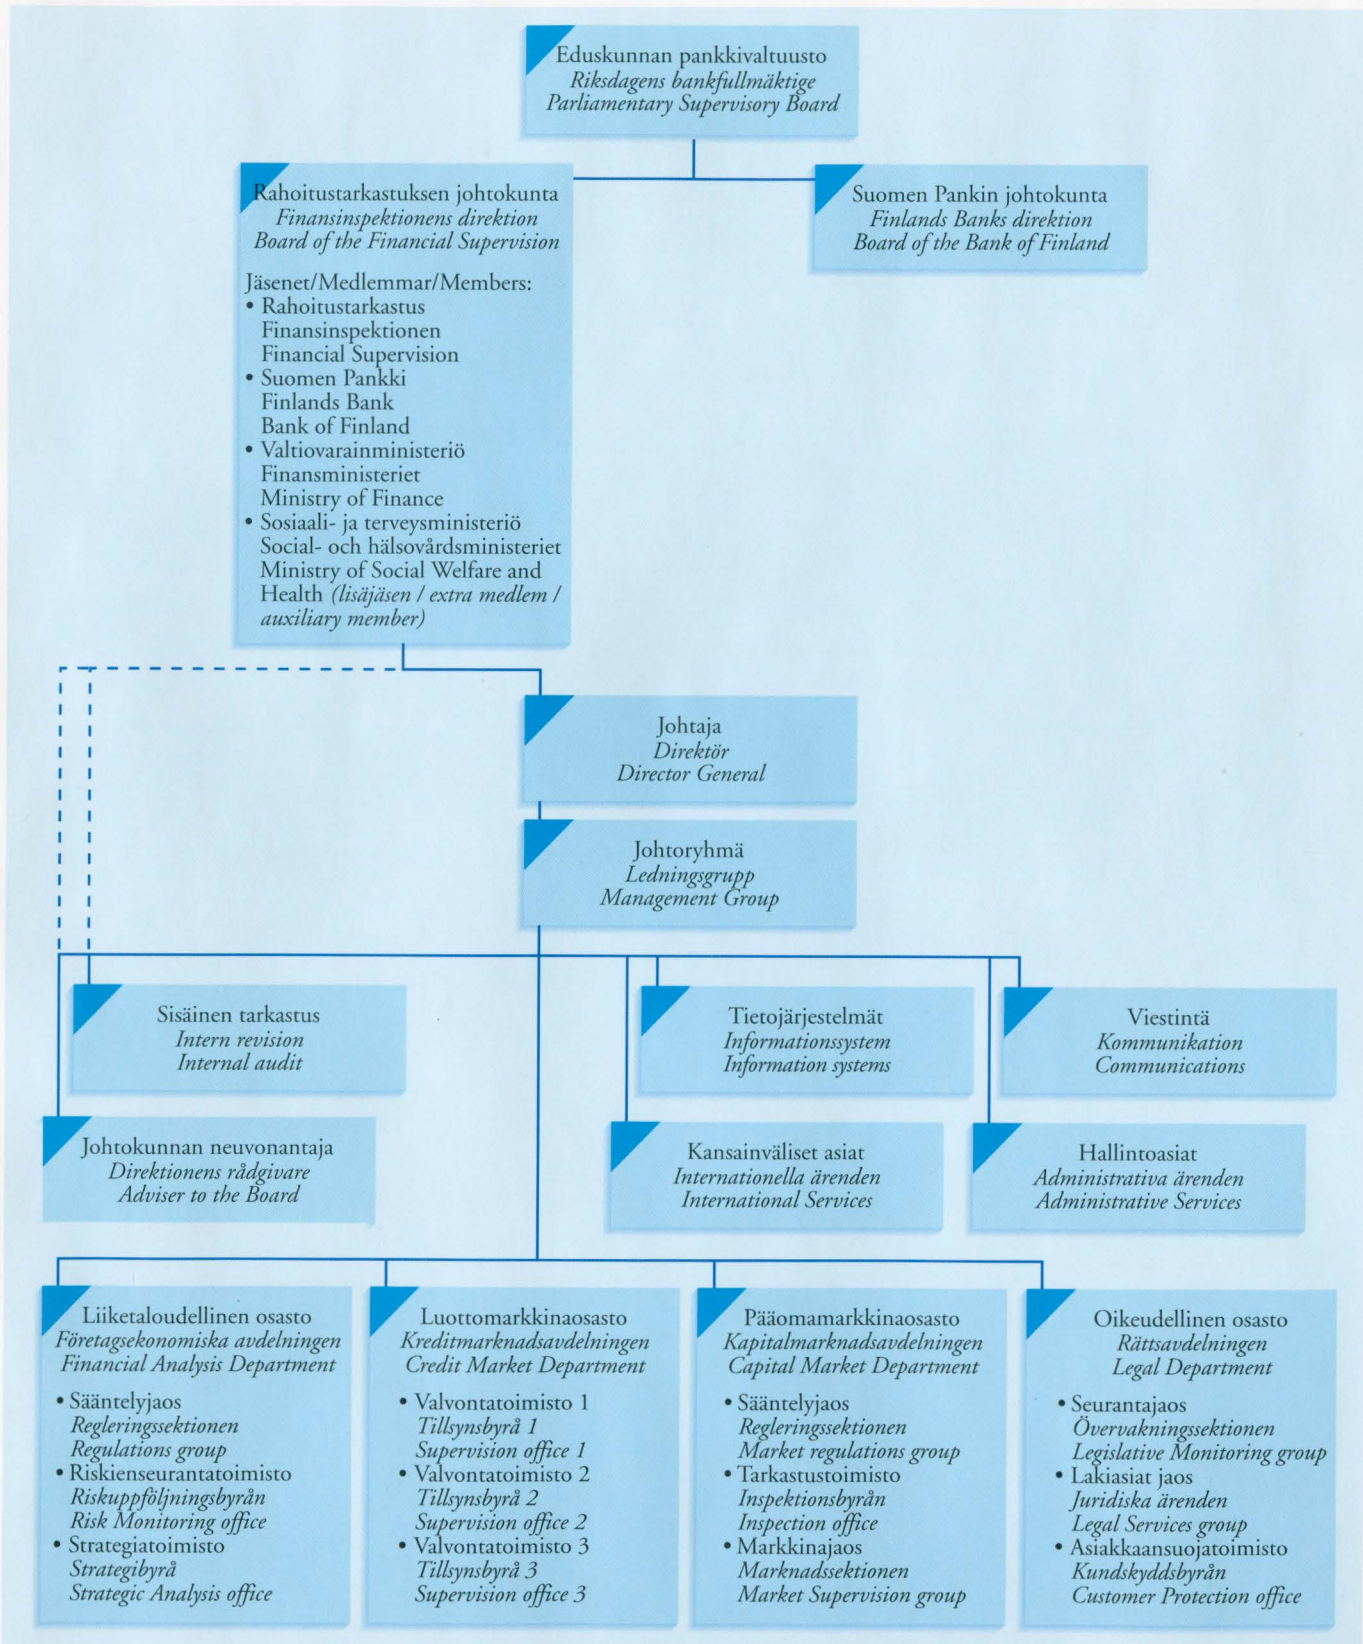 Eduskunnan pankkivaltuusto
Riksdagens bankfullmäktige
Parliamentary Supervisory Board
Rahoitustarkastuksen johtokunta
Finansinspektionens direktion
Board of the Financial Supervision
Jäsenet/Medlemmar/Members:
• Rahoitustarkastus
Finansinspektionen
Financial Supervision
• Suomen Pankki
Finlands Bank
Bank of Finland
• Valtiovarainministeriö
Finansministeriet
Ministry of Finance
• Sosiaali- ja terveysministeriö
Social- och hälsovårdsministeriet
Ministry of Social Welfare and
Health (lisäjäsen / extra medlem /
auxiliary member)
Suomen Pankin johtokunta
Finlands Banks direktion
Board of the Bank of Finland
Johtaja
Direktör
Director General
Johtoryhmä
Ledningsgrupp
Management Group
Sisäinen tarkastus
Intern revision
Internal audit
Tietojärjestelmät
Informationssystem
Information systems
Viestintä
Kommunikation
Communications
Johtokunnan neuvonantaja
Direktionens rådgivare
Adviser to the Board
Kansainväliset asiat
Internationella ärenden
International Services
Hallintoasiat
Administrativa ärenden
Administrative Services
Liiketaloudellinen osasto
Företagsekonomiska avdelningen
Financial Analysis Department
• Sääntelyjaos
Regleringssektionen
Regulations group
• Riskienseurantatoimisto
Riskuppföljningsbyrån
Risk Monitoring office
• Strategiatoimisto
Strategibyrå
Strategic Analysis office
Luottomarkkinaosasto
Kreditmarknadsavdelningen
Credit Market Department
• Valvontatoimisto 1
Tillsynsbyrå 1
Supervision office 1
• Valvontatoimisto 2
Tillsynsbyrå 2
Supervision office 2
• Valvontatoimisto 3
Tillsynsbyrå 3
Supervision office 3
Pääomamarkkinaosasto
Kapitalmarknadsavdelningen
Capital Market Department
• Sääntelyjaos
Regleringssektionen
Market regulations group
• Tarkastustoimisto
Inspektionsbyrån
Inspection office
• Markkinajaos
Marknadssektionen
Market Supervision group
Oikeudellinen osasto
Rättsavdelningen
Legal Department
• Seurantajaos
Övervakningssektionen
Legislative Monitoring group
• Lakiasiat jaos
Juridiska ärenden
Legal Services group
• Asiakkaansuojatoimisto
Kundskyddsbyrån
Customer Protection office